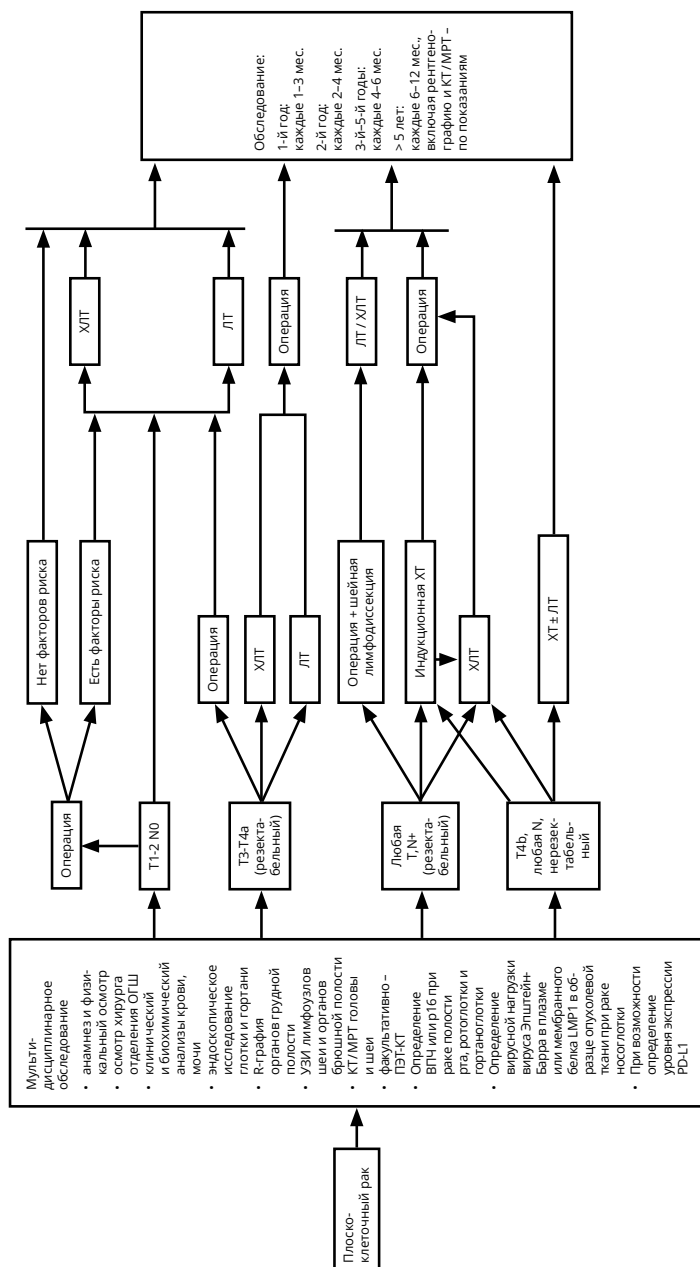 Плоско-
клеточный рак
Мульти-
дисциплинарное
обследование
• анамнез и физи-
кальный осмотр
• осмотр хирурга
отделения ОГШ
• клинический
и биохимический
анализы крови,
мочи
• эндоскопическое
исследование
глотки и гортани
• R-графия
органов грудной
полости
• УЗИ лимфоузлов
шеи и органов
брюшной полости
• КТ/МРТ головы
и шеи
• факультативно –
ПЭТ-КТ
• Определение
ВПЧ или p16 при
раке полости
рта, ротоглотки и
гортаноглотки
• Определение
вирусной нагрузки
вируса Эпштейн-
Барра в плазме
или мембранного
белка LMP1 в об-
разце опухолевой
ткани при раке
носоглотки
• При возможности
определение
уровня экспрессии
PD-L1
Операция
T1-2 N0
T3-T4a
(резекта-
бельный)
Любая
T,N+
(резекта-
бельный)
T4b,
любая N,
нерезек-
табель-
ный
Нет факторов риска
Есть факторы риска
Операция
ХЛТ
ЛТ
Операция + шейная
лимфодиссекция
Индукционная ХТ
ХЛТ
ХТ ± ЛТ
ХЛТ
ЛТ
Операция
ЛТ / ХЛТ
Операция
Обследование:
1-й год:
каждые 1–3 мес.
2-й год:
каждые 2–4 мес.
3-й–5-й годы:
каждые 4–6 мес.
> 5 лет:
каждые 6–12 мес.,
включая рентгено-
графию и КТ/МРТ –
по показаниям